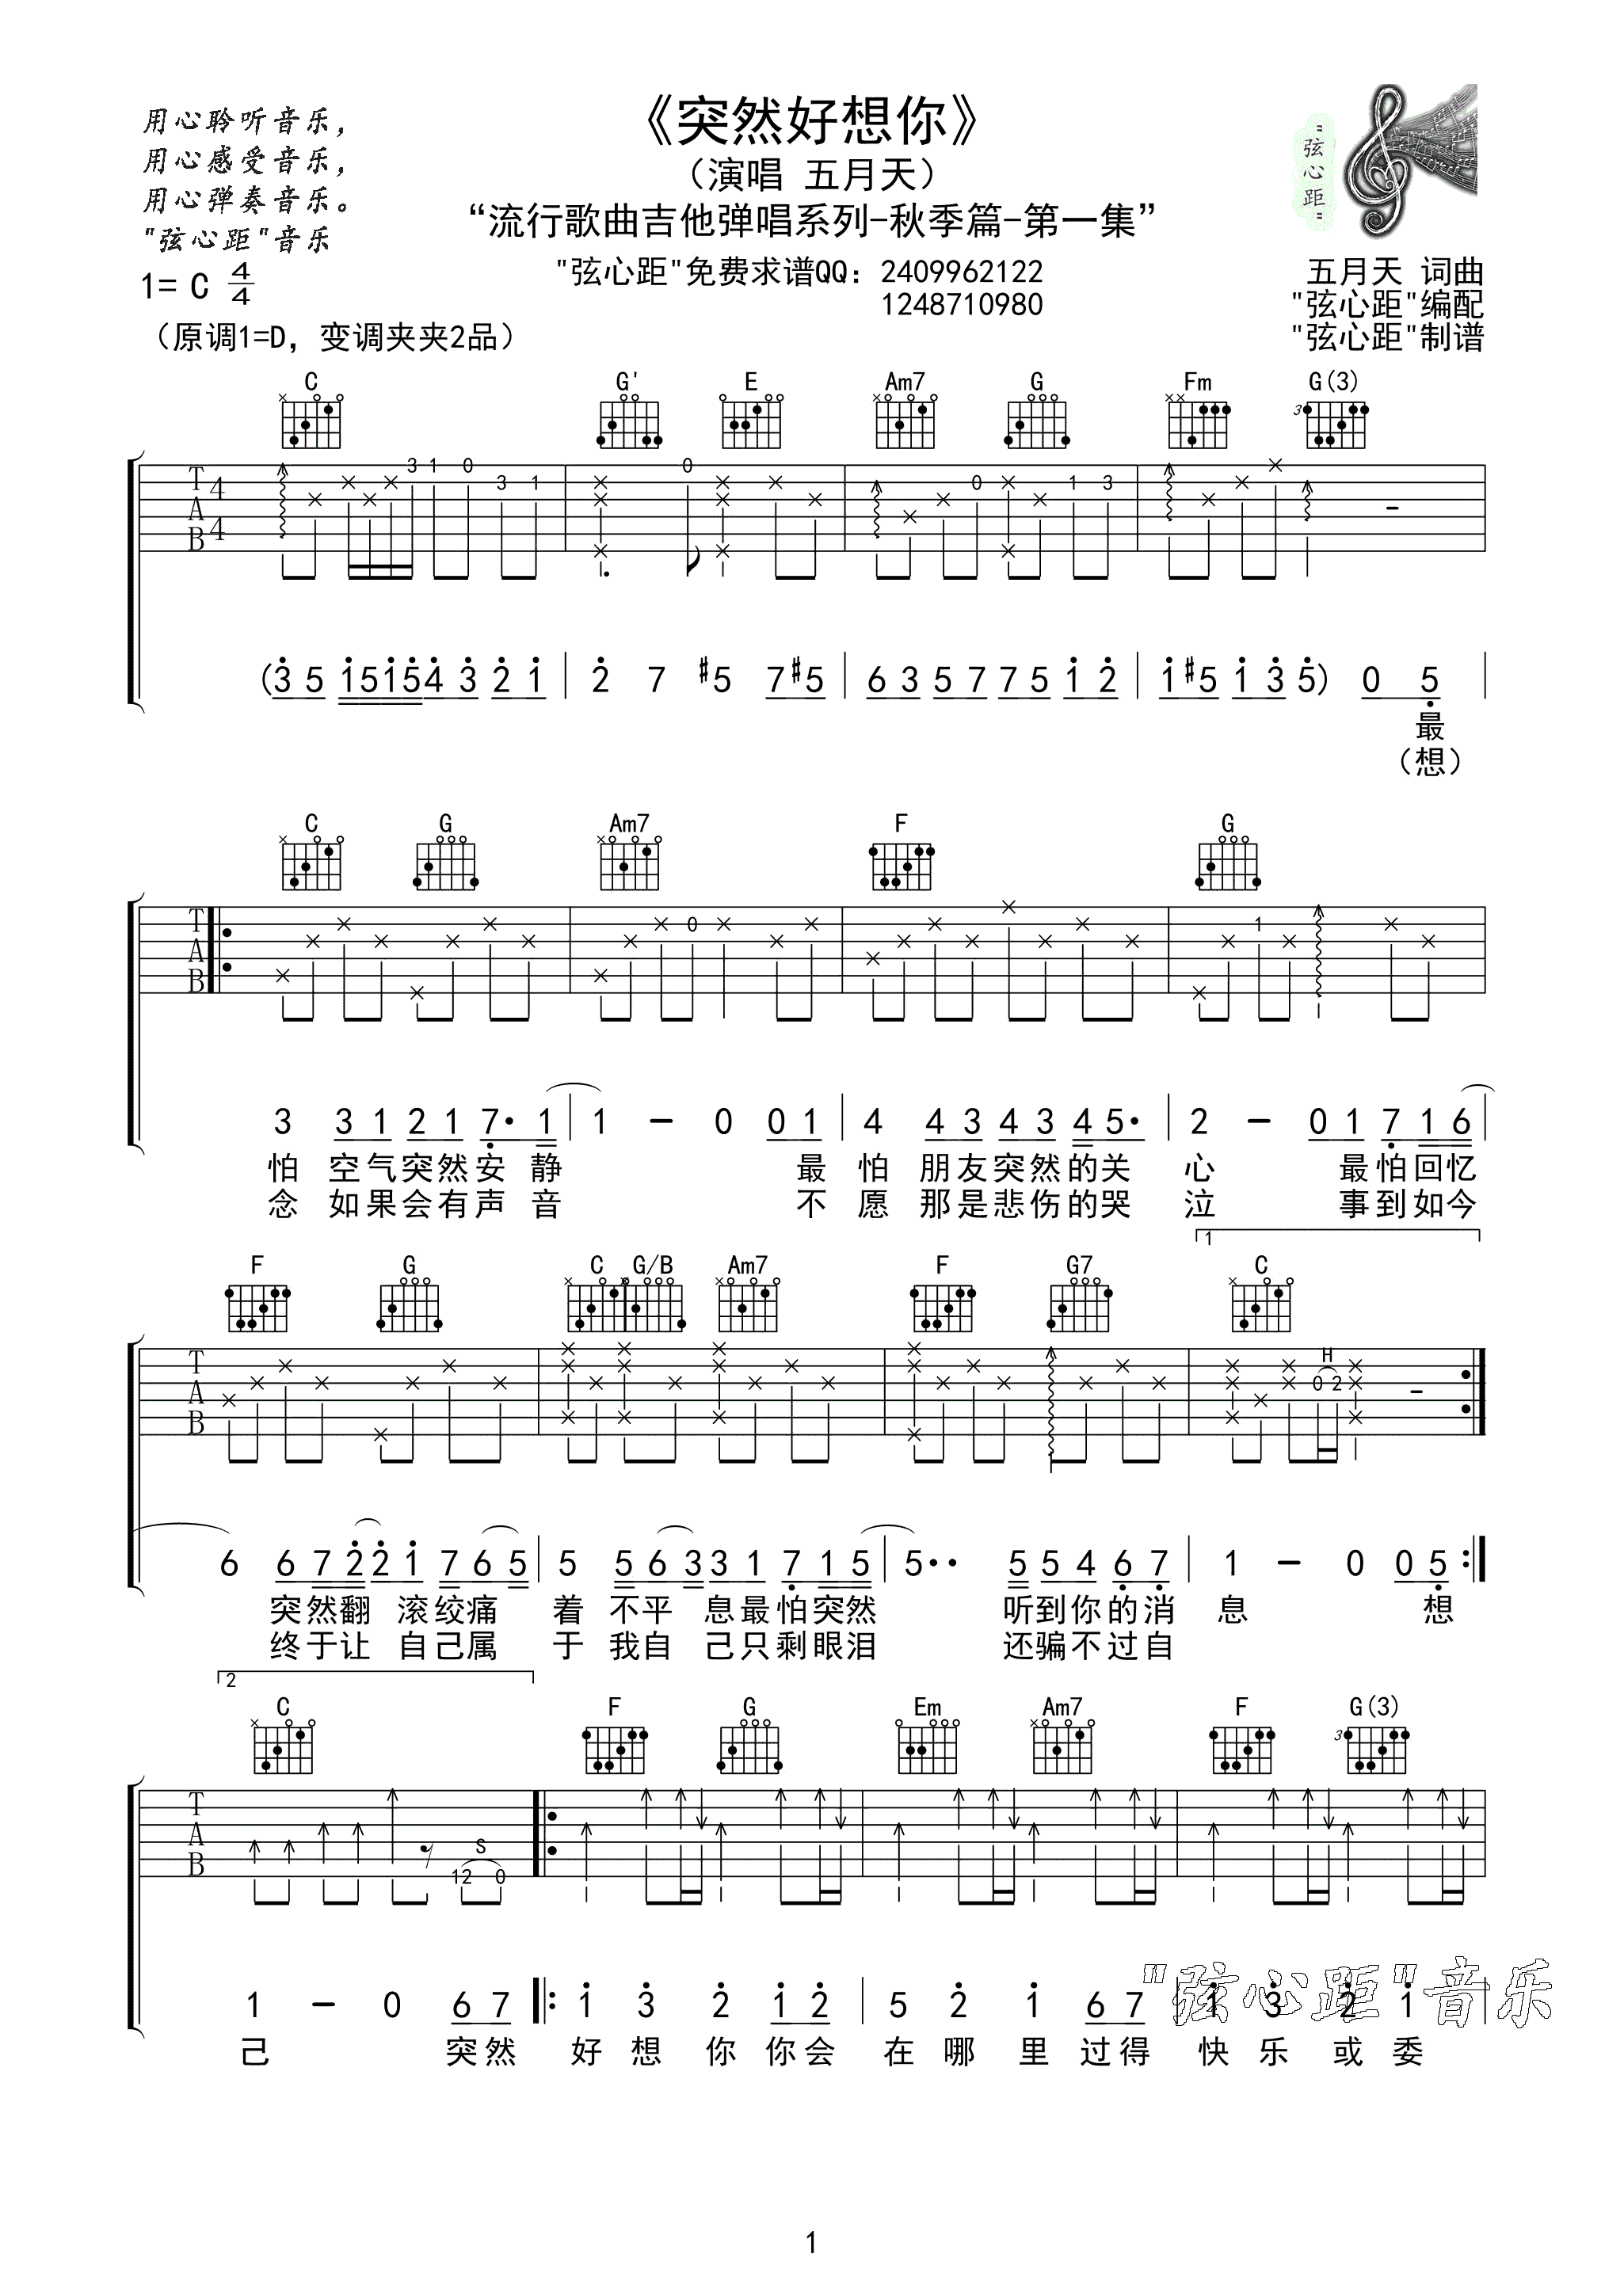 用心聆听音乐，
用心感受音乐，
用心弹奏音乐。
"弦心距"音乐
《突然好想你》
（演唱 五月天）
“流行歌曲吉他弹唱系列-秋季篇-第一集”
"弦心距"免费求谱QQ：2409962122
1248710980
"弦心距"
五月天 词曲
"弦心距"编配
"弦心距"制谱
1= C 4/4
（原调1=D，变调夹夹2品）
C G' E Am7 G Fm G(3)
3
T A B 4 4 3 1 0 3 1 0 0 1 3
(3 5 1 5 1 5 4 3 2 1 | 2 7 #5 7 #5 | 6 3 5 7 7 5 1 2 | 1 #5 1 3 5) 0 5 |
最
（想）
C G Am7 F G
T A B 0 1
3 3 1 2 1 7· 1 | 1 - 0 0 1 | 4 4 3 4 3 4 5· | 2 - 0 1 7 1 6 |
怕 空气突然安 静 最 怕 朋友突然的关 心 最怕回忆
念 如果会有声 音 不 愿 那是悲伤的哭 泣 事到如今
1
F G C G/B Am7 F G7 C
T A B H 0 2
6 6 7 2 2 1 7 6 5 | 5 5 6 3 3 1 7 1 5 | 5·· 5 5 4 6 7 | 1 - 0 0 5 :|
突然翻 滚绞痛 着 不平 息最怕突然 听到你的消 息 想
终于让 自己属 于 我自 己只剩眼泪 还骗不过自
2
C F G Em Am7 F G(3)
3
T A B S 12 0
1 - 0 6 7 |: 1 3 2 1 2 | 5 2 1 6 7 | 1 3 2 1 |
"弦心距"音乐
己 突然 好 想 你 你会 在 哪 里 过得 快 乐 或 委
1